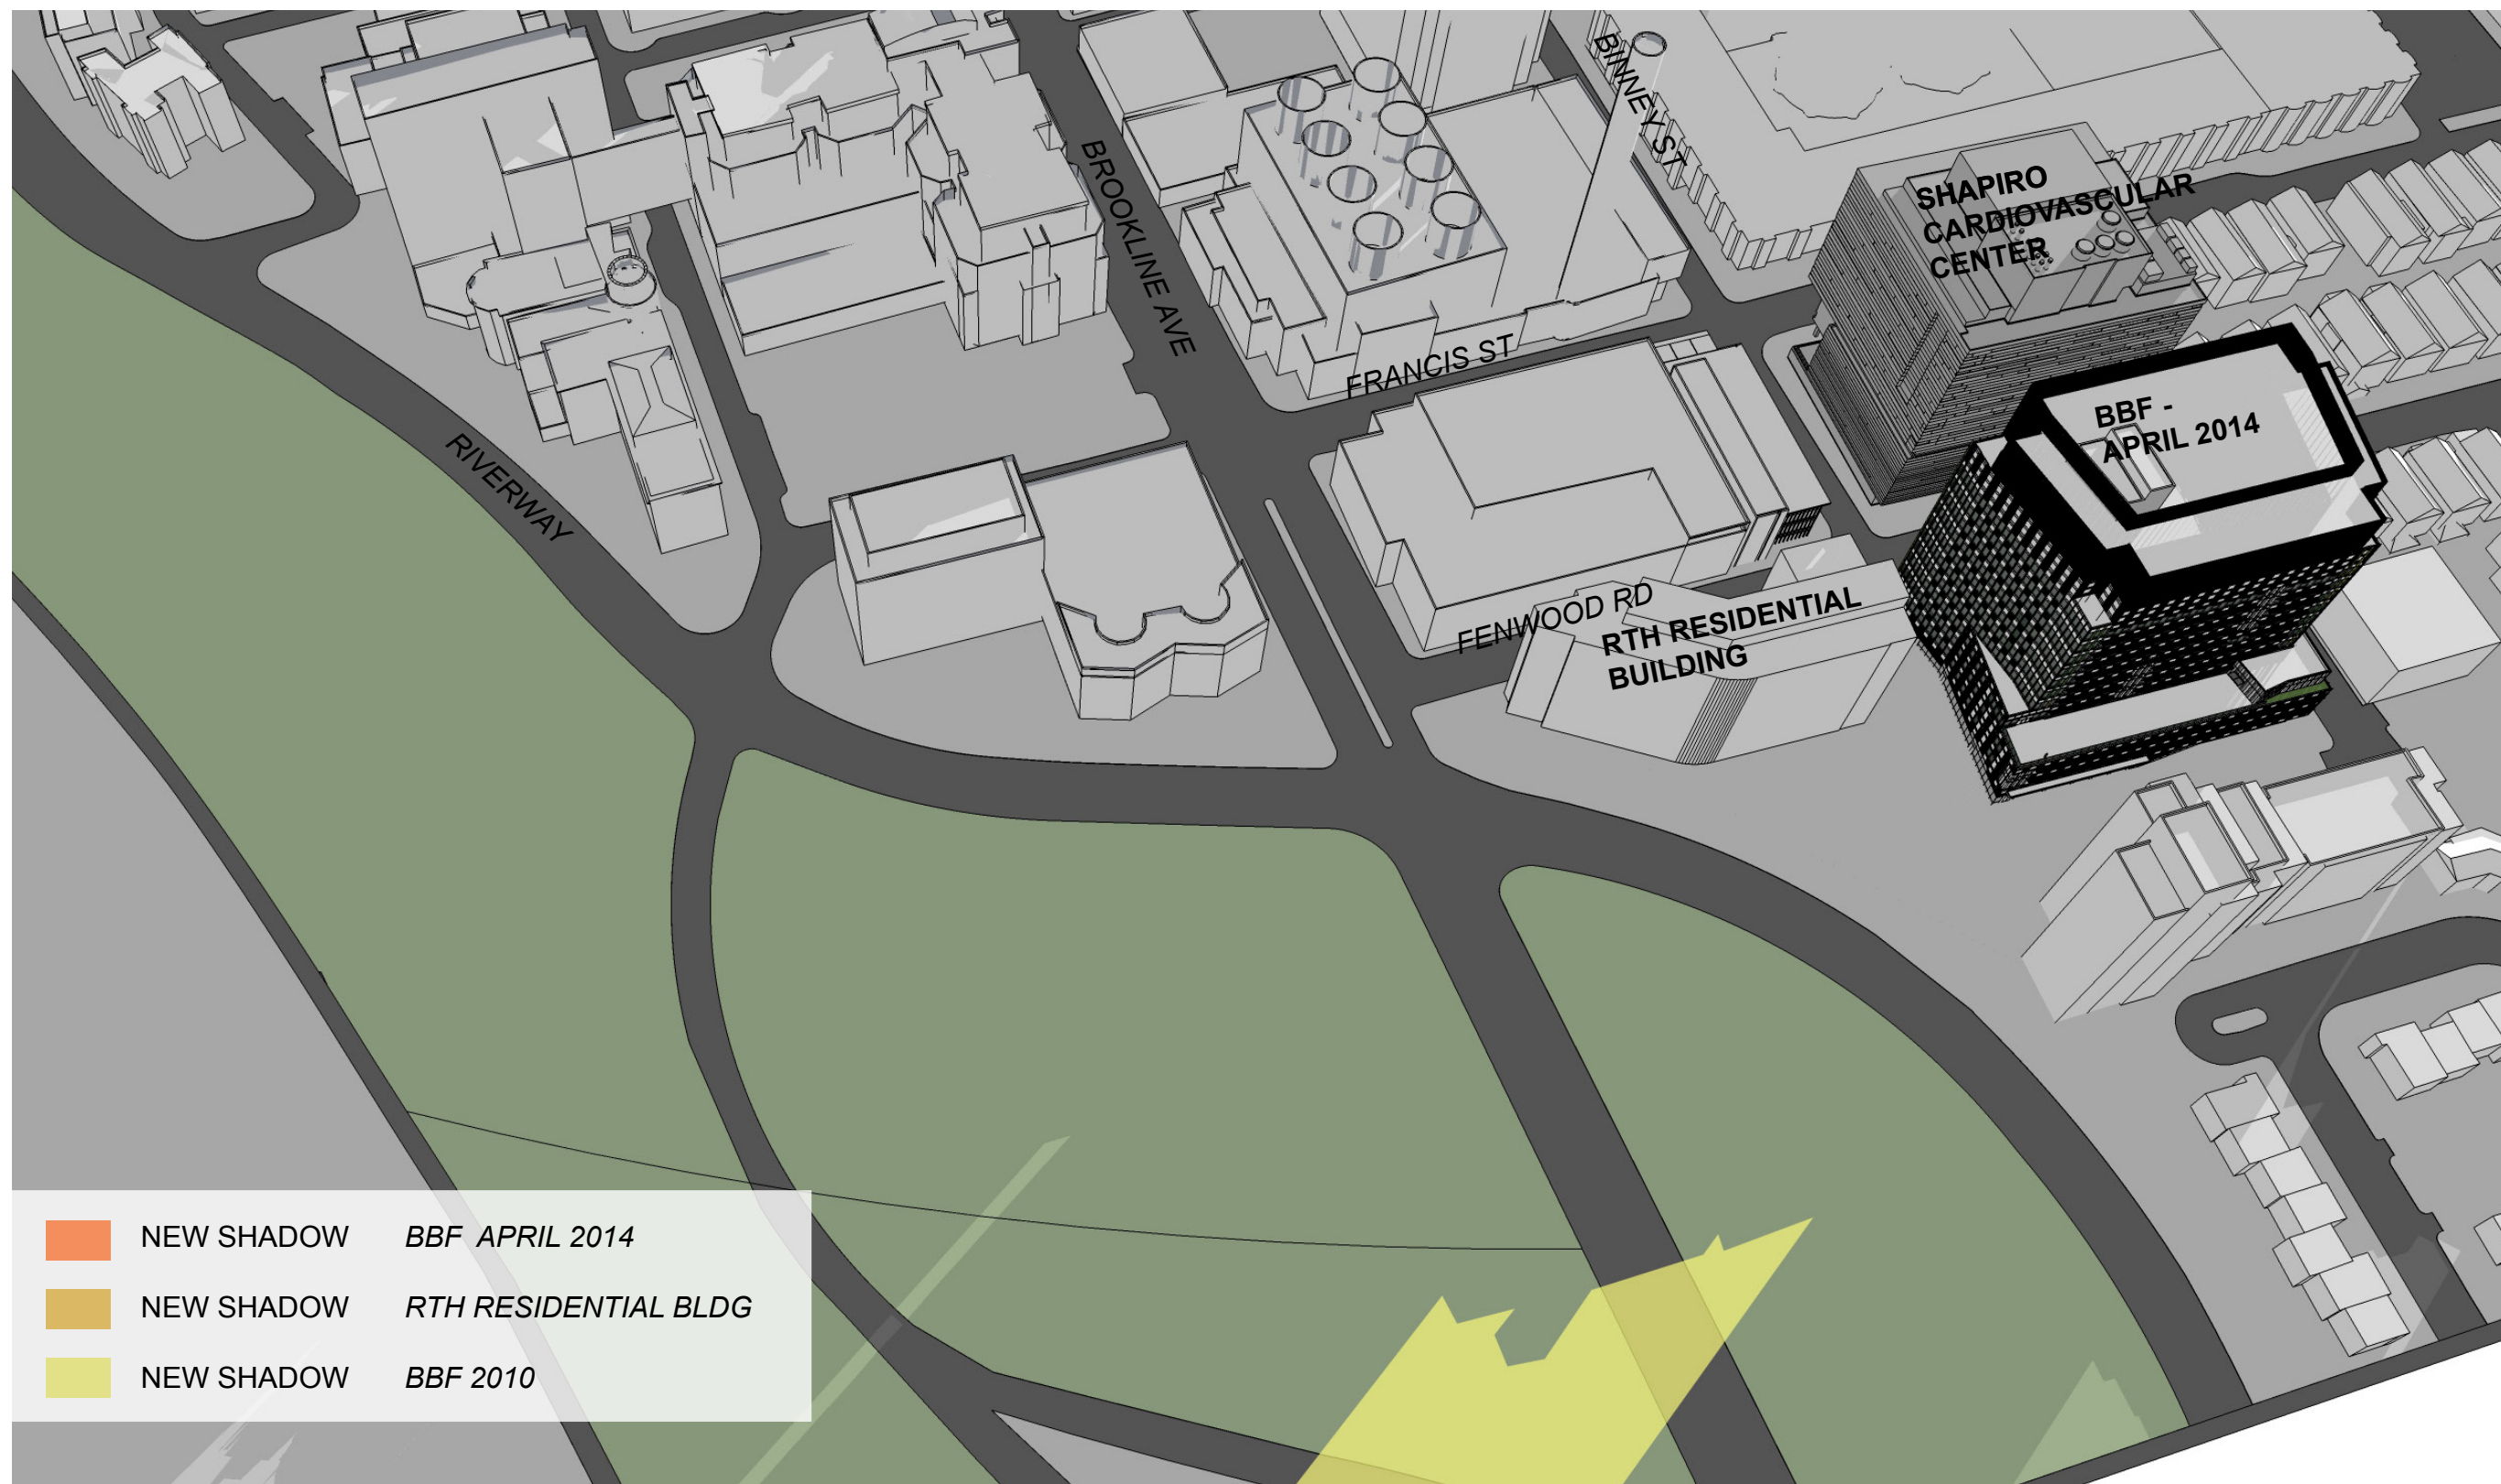 BINNEY ST
BROOKLINE AVE
SHAPIRO
CARDIOVASCULAR
CENTER
FRANCIS ST
BBF -
APRIL 2014
RIVERWAY
FENWOOD RD
RTH RESIDENTIAL
BUILDING
NEW SHADOW BBF APRIL 2014
NEW SHADOW RTH RESIDENTIAL BLDG
NEW SHADOW BBF 2010